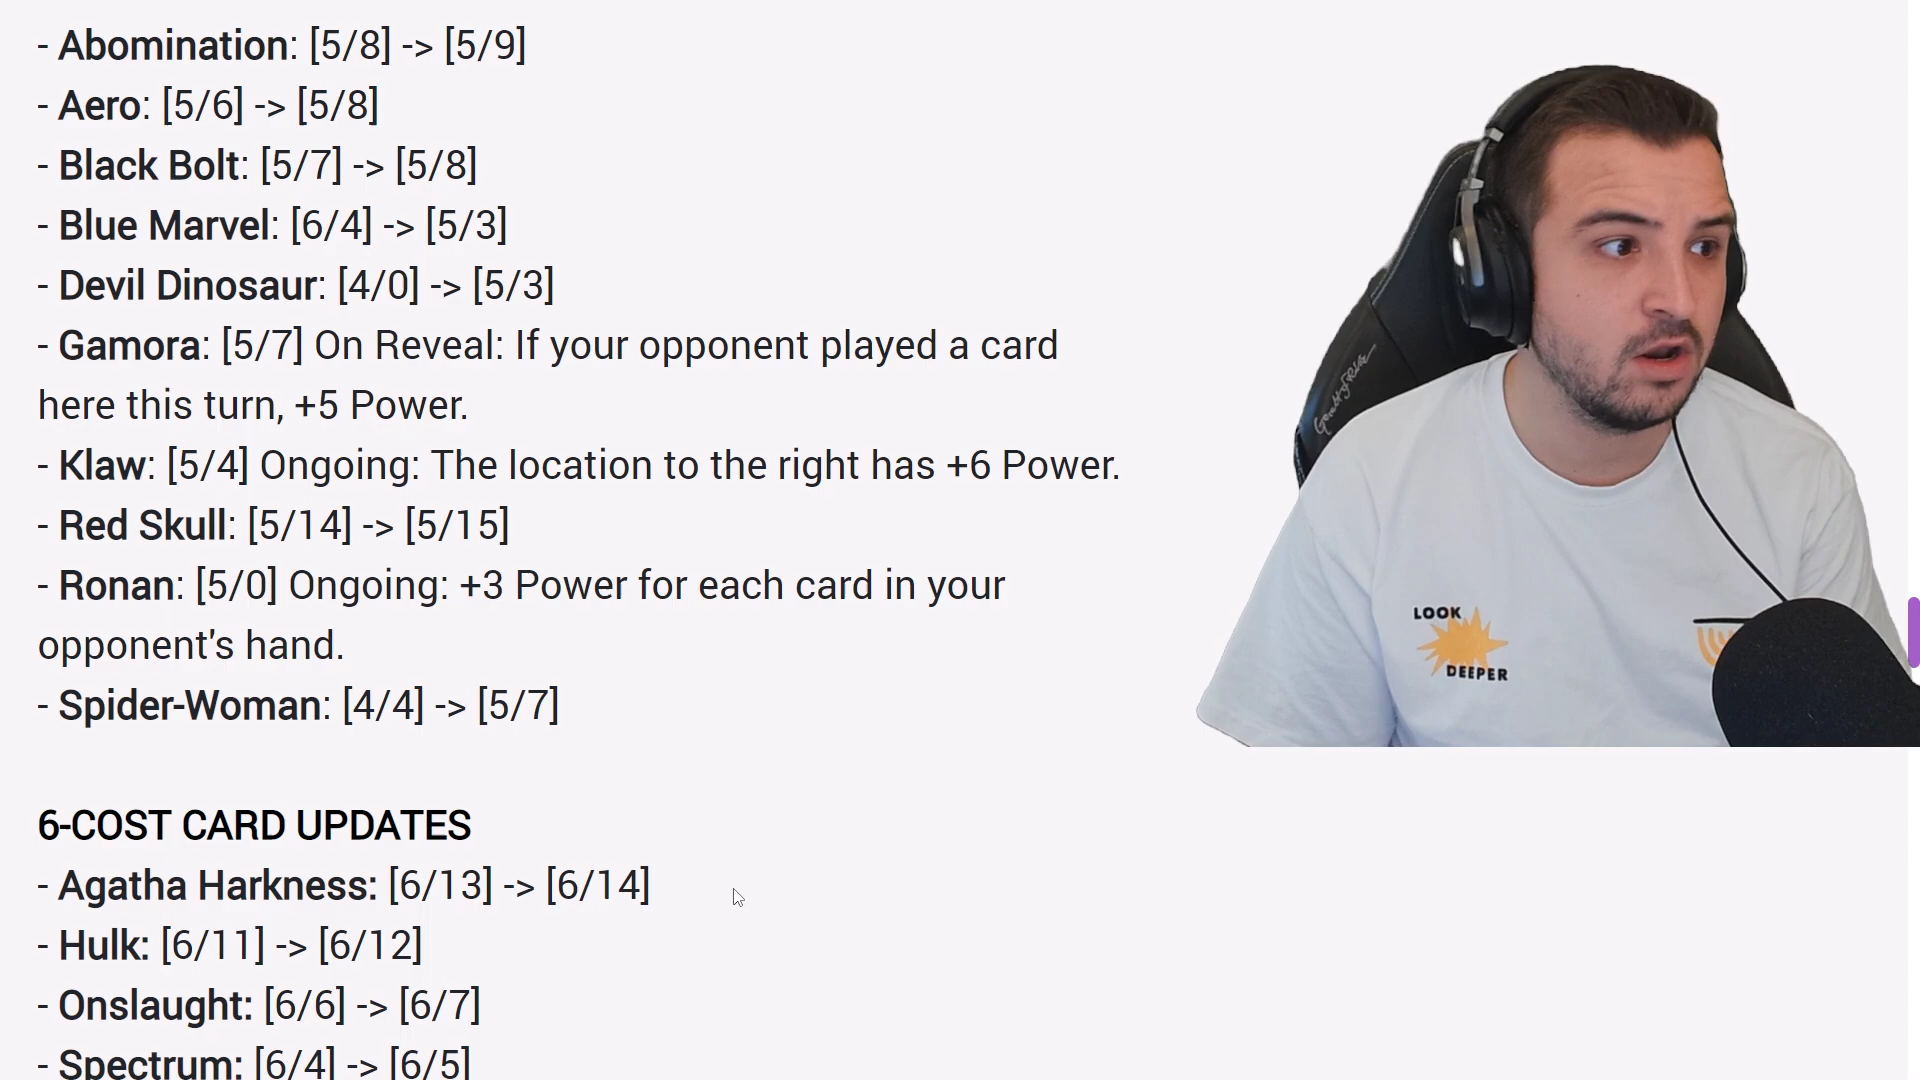 - Abomination: [5/8] -> [5/9]
- Aero: [5/6] -> [5/8]
- Black Bolt: [5/7] -> [5/8]
- Blue Marvel: [6/4] -> [5/3]
- Devil Dinosaur: [4/0] -> [5/3]
- Gamora: [5/7] On Reveal: If your opponent played a card
here this turn, +5 Power.
- Klaw: [5/4] Ongoing: The location to the right has +6 Power.
- Red Skull: [5/14] -> [5/15]
- Ronan: [5/0] Ongoing: +3 Power for each card in your
opponent's hand.
- Spider-Woman: [4/4] -> [5/7]
6-COST CARD UPDATES
- Agatha Harkness: [6/13] -> [6/14]
- Hulk: [6/11] -> [6/12]
- Onslaught: [6/6] -> [6/7]
- Spectrum: [6/4] -> [6/5]
LOOK
DEEPER